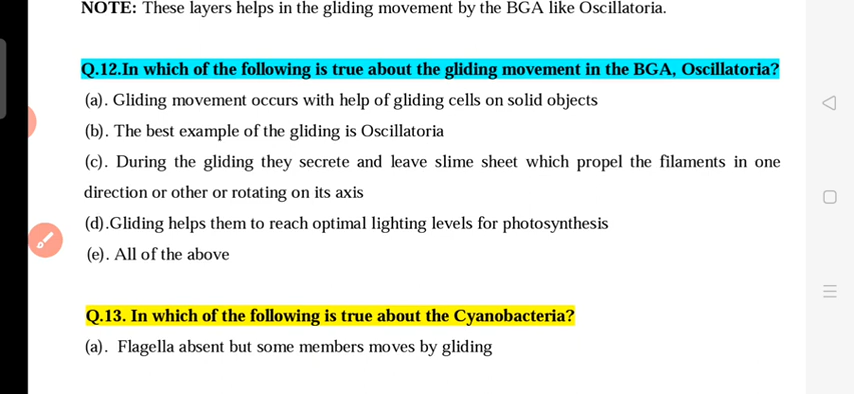 NOTE: These layers helps in the gliding movement by the BGA like Oscillatoria.
Q.12.In which of the following is true about the gliding movement in the BGA, Oscillatoria?
(a). Gliding movement occurs with help of gliding cells on solid objects
(b). The best example of the gliding is Oscillatoria
(c). During the gliding they secrete and leave slime sheet which propel the filaments in one
direction or other or rotating on its axis
(d).Gliding helps them to reach optimal lighting levels for photosynthesis
(e). All of the above
Q.13. In which of the following is true about the Cyanobacteria?
(a). Flagella absent but some members moves by gliding